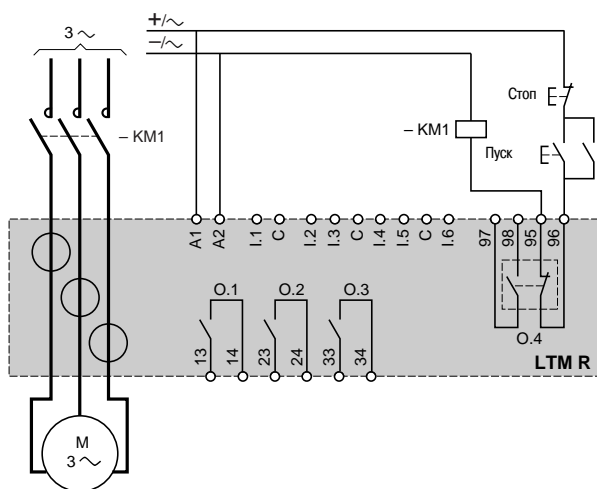 +/~
3 ~
−/~
Стоп
– KM1
– KM1
Пуск
A1
A2
I.1
C
I.2
I.3
C
I.4
I.5
C
I.6
97
98
95
96
O.1
O.2
O.3
13
14
23
24
33
34
O.4
LTM R
M
3 ~